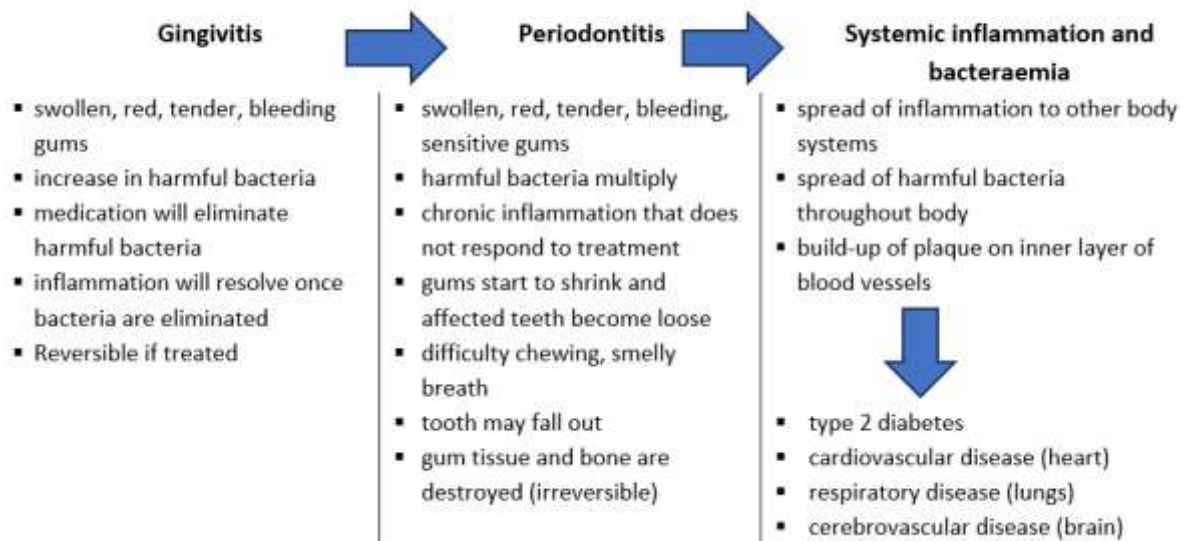 Gingivitis
swollen, red, tender, bleeding
gums
increase in harmful bacteria
medication will eliminate
harmful bacteria
inflammation will resolve once
bacteria are eliminated
Reversible if treated
Periodontitis
swollen, red, tender, bleeding,
sensitive gums
harmful bacteria multiply
chronic inflammation that does
not respond to treatment
gums start to shrink and
affected teeth become loose
difficulty chewing, smelly
breath
tooth may fall out
gum tissue and bone are
destroyed (irreversible)
Systemic inflammation and
bacteraemia
spread of inflammation to other body
systems
spread of harmful bacteria
throughout body
build-up of plaque on inner layer of
blood vessels
type 2 diabetes
cardiovascular disease (heart)
respiratory disease (lungs)
cerebrovascular disease (brain)